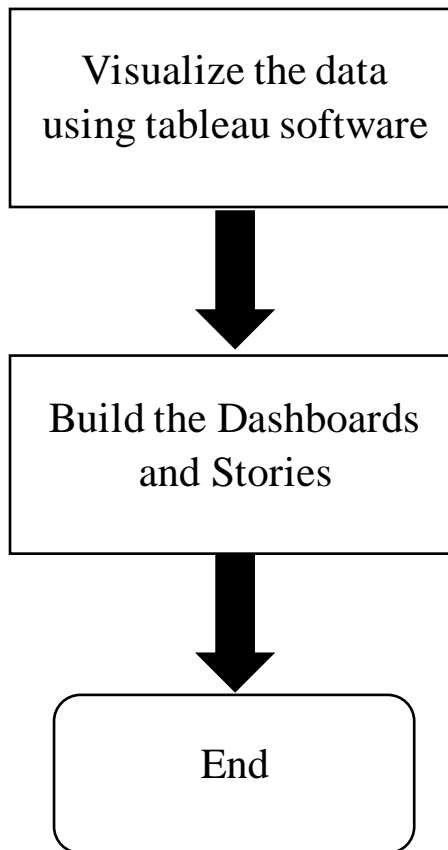 Visualize the data
using tableau software
Build the Dashboards
and Stories
End